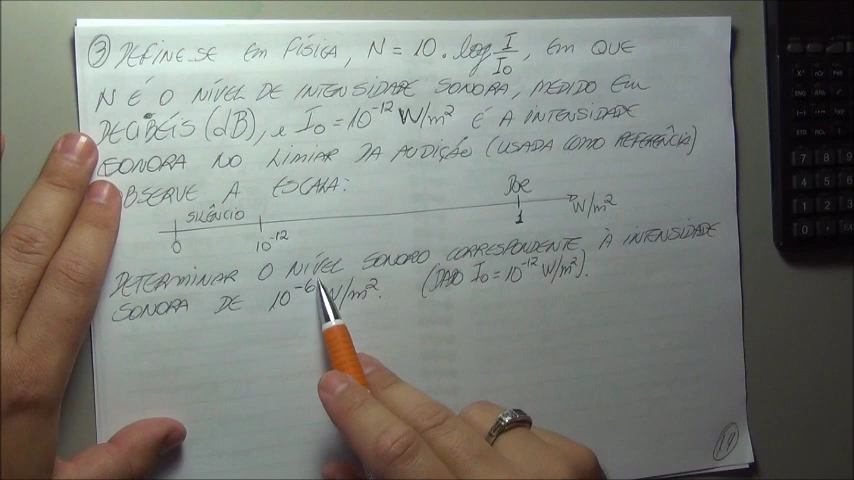 ③ DEFINE-SE EM FÍSICA, N = 10 . log I/I₀, EM QUE
N É O NÍVEL DE INTENSIDADE SONORA, MEDIDO EM
DECIBÉIS (dB), e I₀ = 10⁻¹² W/m² É A INTENSIDADE
SONORA NO LIMIAR DA AUDIÇÃO (USADA COMO REFERÊNCIA)
OBSERVE A ESCALA:
SILÊNCIO DOR
0 10⁻¹² 1 W/m²
DETERMINAR O NÍVEL SONORO CORRESPONDENTE À INTENSIDADE
SONORA DE 10⁻⁶ W/m². (DADO I₀ = 10⁻¹² W/m²).